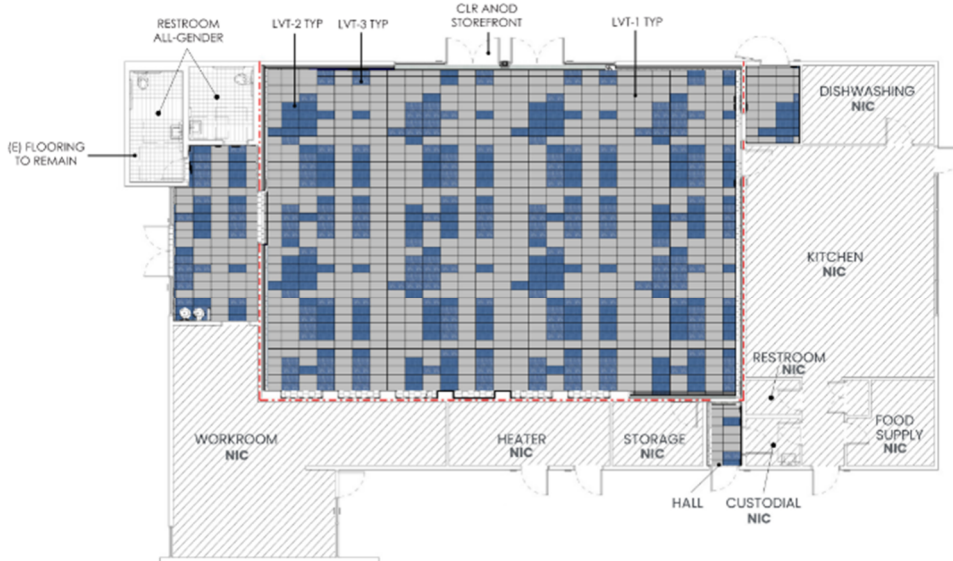 RESTROOM
ALL-GENDER
LVT-2 TYP
LVT-3 TYP
CLR ANOD
STOREFRONT
LVT-1 TYP
DISHWASHING
NIC
(E) FLOORING
TO REMAIN
KITCHEN
NIC
RESTROOM
NIC
WORKROOM
NIC
HEATER
NIC
STORAGE
NIC
FOOD
SUPPLY
NIC
HALL
CUSTODIAL
NIC